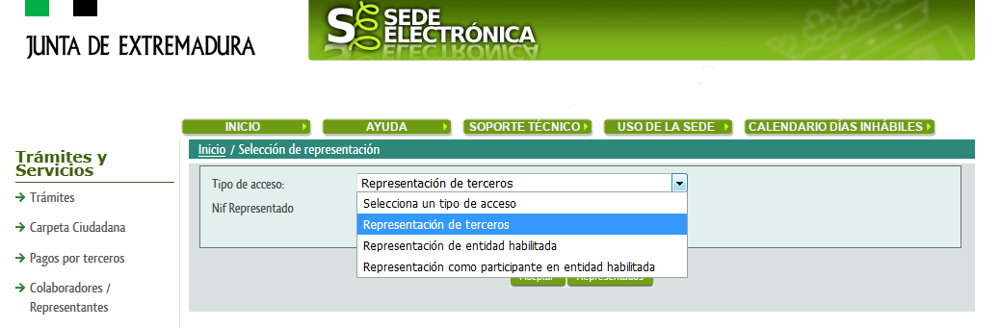 JUNTA DE EXTREMADURA
SEDE
ELECTRÓNICA
INICIO
AYUDA
SOPORTE TÉCNICO
USO DE LA SEDE
CALENDARIO DÍAS INHÁBILES
Trámites y
Servicios
Trámites
Carpeta Ciudadana
Pagos por terceros
Colaboradores /
Representantes
Inicio / Selección de representación
Tipo de acceso:
Representación de terceros
Nif Representado
Selecciona un tipo de acceso
Representación de terceros
Representación de entidad habilitada
Representación como participante en entidad habilitada
Aceptar
Representados